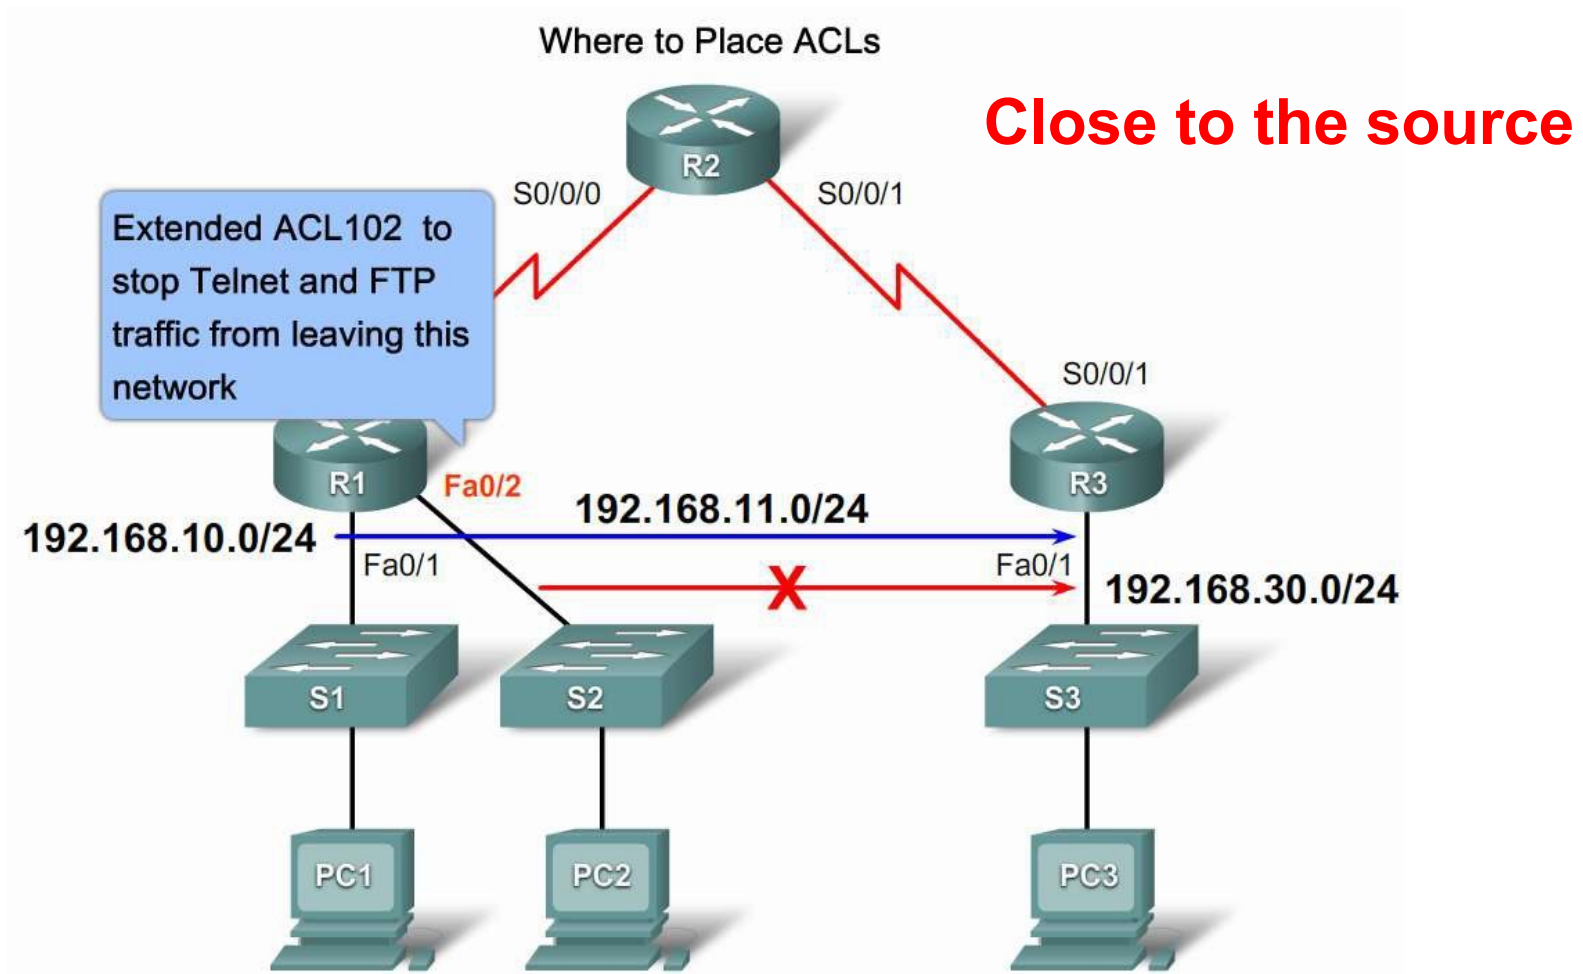 Where to Place ACLs
Close to the source
R2
S0/0/0
S0/0/1
Extended ACL102 to
stop Telnet and FTP
traffic from leaving this
network
S0/0/1
R1
Fa0/2
R3
192.168.11.0/24
192.168.10.0/24
Fa0/1
Fa0/1
X
192.168.30.0/24
S1
S2
S3
PC1
PC2
PC3